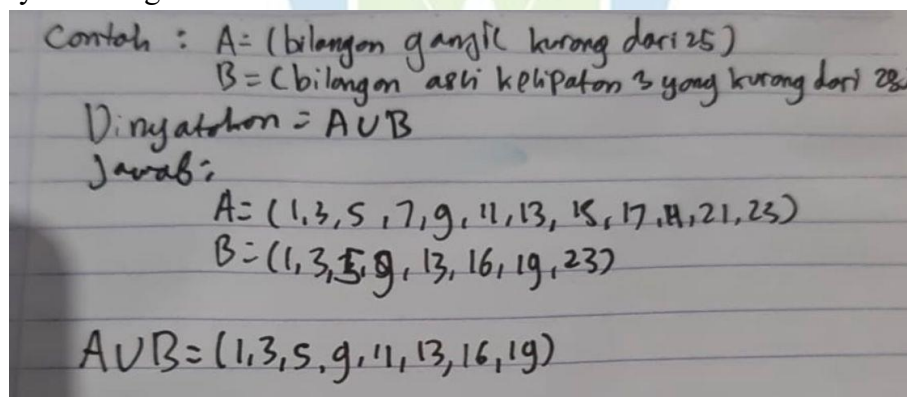 Contoh : A = (bilangan ganjil kurang dari 25)
B = (bilangan asli kelipatan 3 yang kurang dari 28
Dinyatakan = A ∪ B
Jawab :
A = (1, 3, 5, 7, 9, 11, 13, 15, 17, 21, 23)
B = (1, 3, 5, 9, 13, 16, 19, 23)
A ∪ B = (1, 3, 5, 9, 11, 13, 16, 19)